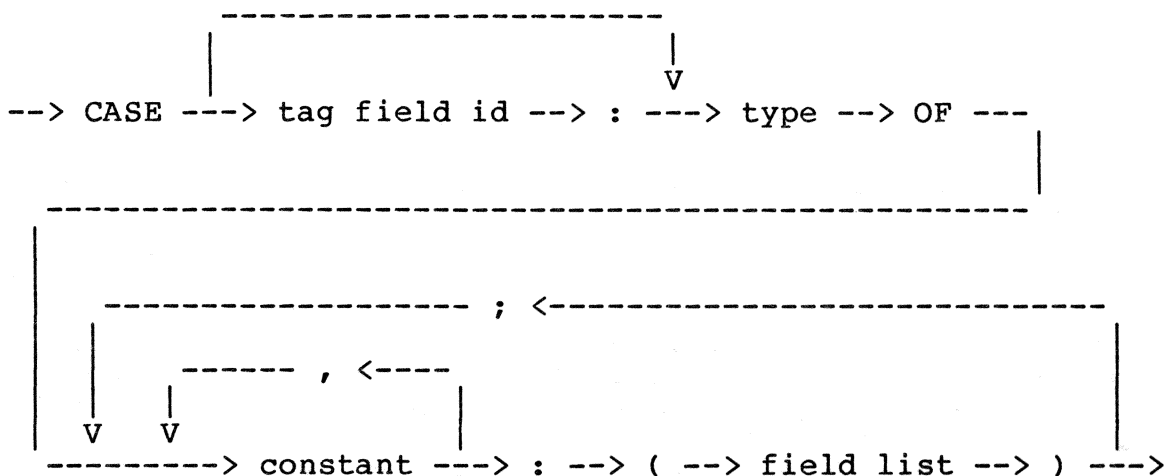 --> CASE ---> tag field id --> : ---> type --> OF ---
;
,
---------> constant ---> : --> ( --> field list --> ) --->